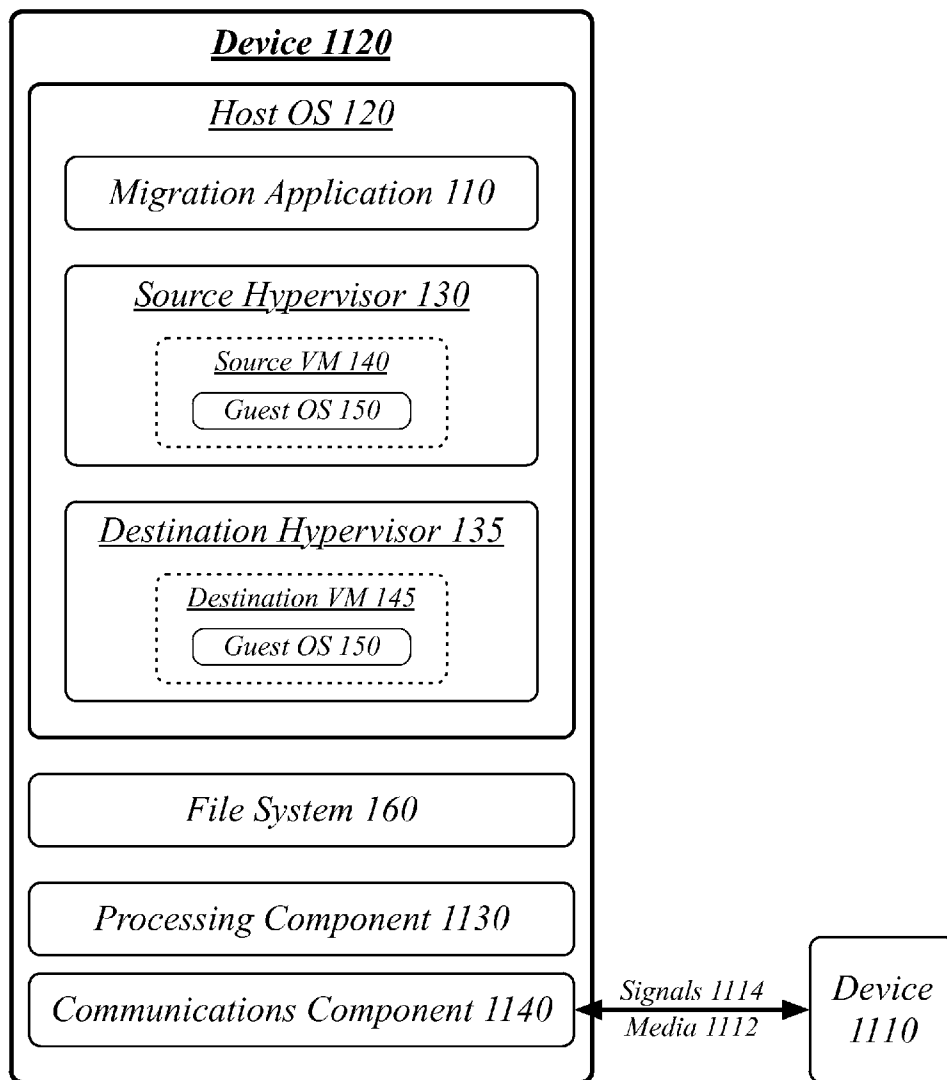 Device 1120
Host OS 120
Migration Application 110
Source Hypervisor 130
Source VM 140
Guest OS 150
Destination Hypervisor 135
Destination VM 145
Guest OS 150
File System 160
Processing Component 1130
Communications Component 1140
Signals 1114
Media 1112
Device
1110